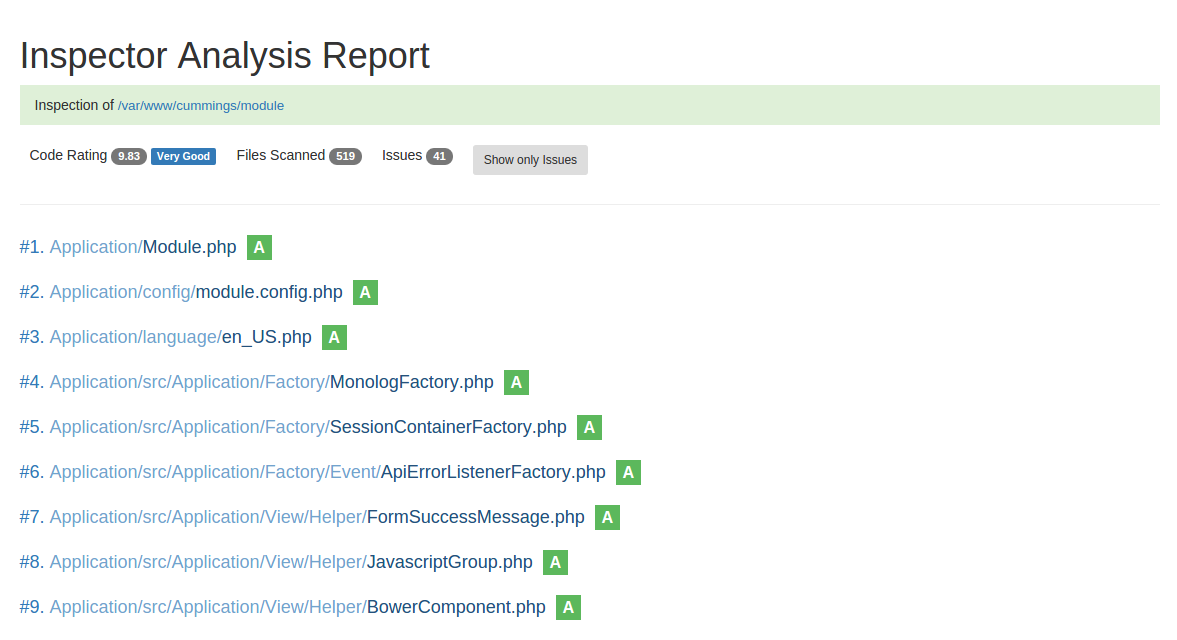 Inspector Analysis Report
Inspection of /var/www/cummings/module
Code Rating 9.83 Very Good Files Scanned 519 Issues 41 Show only Issues
#1. Application/Module.php A
#2. Application/config/module.config.php A
#3. Application/language/en_US.php A
#4. Application/src/Application/Factory/MonologFactory.php A
#5. Application/src/Application/Factory/SessionContainerFactory.php A
#6. Application/src/Application/Factory/Event/ApiErrorListenerFactory.php A
#7. Application/src/Application/View/Helper/FormSuccessMessage.php A
#8. Application/src/Application/View/Helper/JavascriptGroup.php A
#9. Application/src/Application/View/Helper/BowerComponent.php A